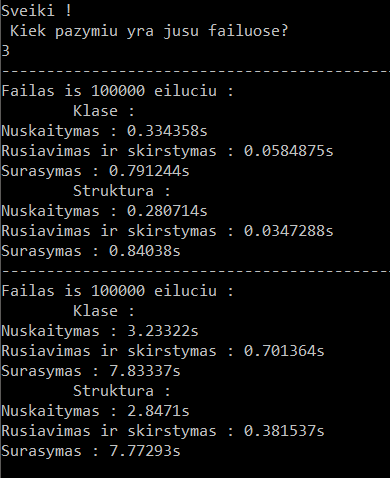 Sveiki !
Kiek pazymiu yra jusu failuose?
3
--------------------------------------------
Failas is 100000 eiluciu :
Klase :
Nuskaitymas : 0.334358s
Rusiavimas ir skirstymas : 0.0584875s
Surasymas : 0.791244s
Struktura :
Nuskaitymas : 0.280714s
Rusiavimas ir skirstymas : 0.0347288s
Surasymas : 0.84038s
--------------------------------------------
Failas is 100000 eiluciu :
Klase :
Nuskaitymas : 3.23322s
Rusiavimas ir skirstymas : 0.701364s
Surasymas : 7.83337s
Struktura :
Nuskaitymas : 2.8471s
Rusiavimas ir skirstymas : 0.381537s
Surasymas : 7.77293s